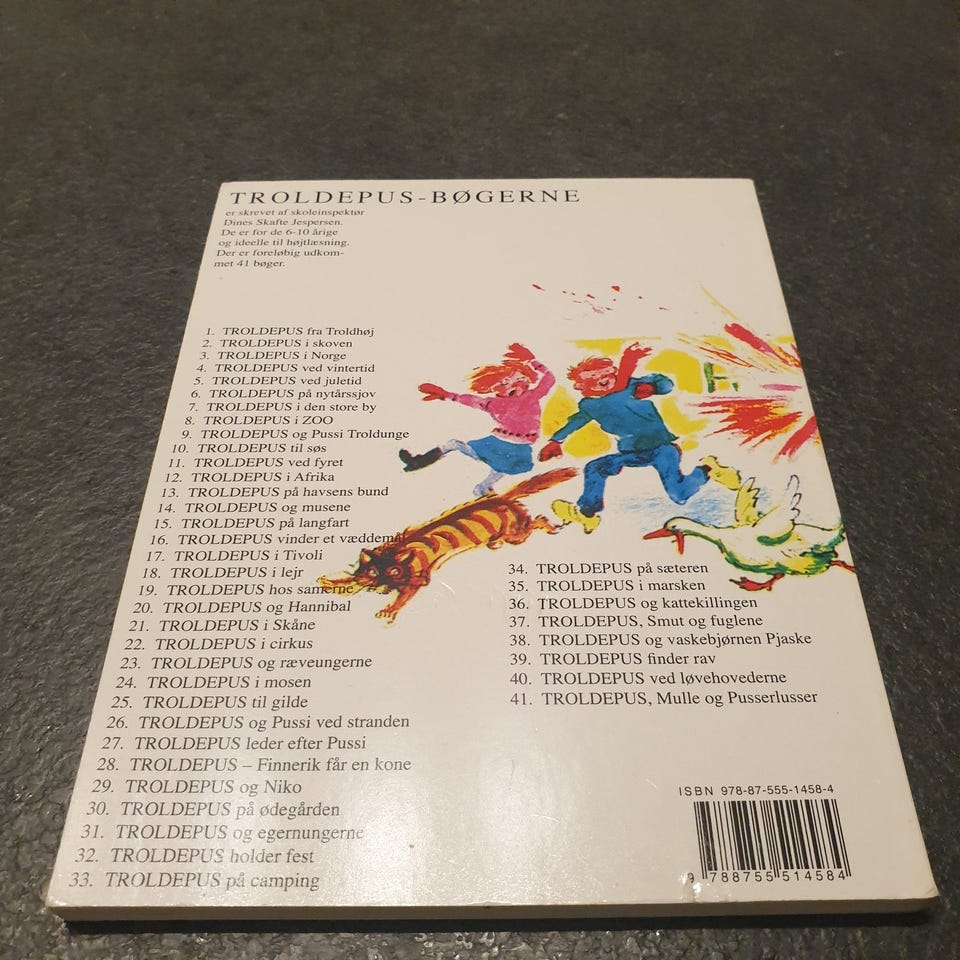 TROLDEPUS-BØGERNE
er skrevet af skoleinspektør
Dines Skafte Jespersen.
De er for de 6-10 årige
og ideelle til højtlæsning.
Der er foreløbig udkom-
met 41 bøger.
1. TROLDEPUS fra Troldhøj
2. TROLDEPUS i skoven
3. TROLDEPUS i Norge
4. TROLDEPUS ved vintertid
5. TROLDEPUS ved juletid
6. TROLDEPUS på nytårssjov
7. TROLDEPUS i den store by
8. TROLDEPUS i ZOO
9. TROLDEPUS og Pussi Troldunge
10. TROLDEPUS til søs
11. TROLDEPUS ved fyret
12. TROLDEPUS i Afrika
13. TROLDEPUS på havsens bund
14. TROLDEPUS og musene
15. TROLDEPUS på langfart
16. TROLDEPUS vinder et væddemål
17. TROLDEPUS i Tivoli
18. TROLDEPUS i lejr
19. TROLDEPUS hos samerne
20. TROLDEPUS og Hannibal
21. TROLDEPUS i Skåne
22. TROLDEPUS i cirkus
23. TROLDEPUS og ræveungerne
24. TROLDEPUS i mosen
25. TROLDEPUS til gilde
26. TROLDEPUS og Pussi ved stranden
27. TROLDEPUS leder efter Pussi
28. TROLDEPUS – Finnerik får en kone
29. TROLDEPUS og Niko
30. TROLDEPUS på ødegården
31. TROLDEPUS og egernungerne
32. TROLDEPUS holder fest
33. TROLDEPUS på camping
34. TROLDEPUS på sæteren
35. TROLDEPUS i marsken
36. TROLDEPUS og kattekillingen
37. TROLDEPUS, Smut og fuglene
38. TROLDEPUS og vaskebjørnen Pjaske
39. TROLDEPUS finder rav
40. TROLDEPUS ved løvehovederne
41. TROLDEPUS, Mulle og Pusserlusser
ISBN 978-87-555-1458-4
9 788755 514584